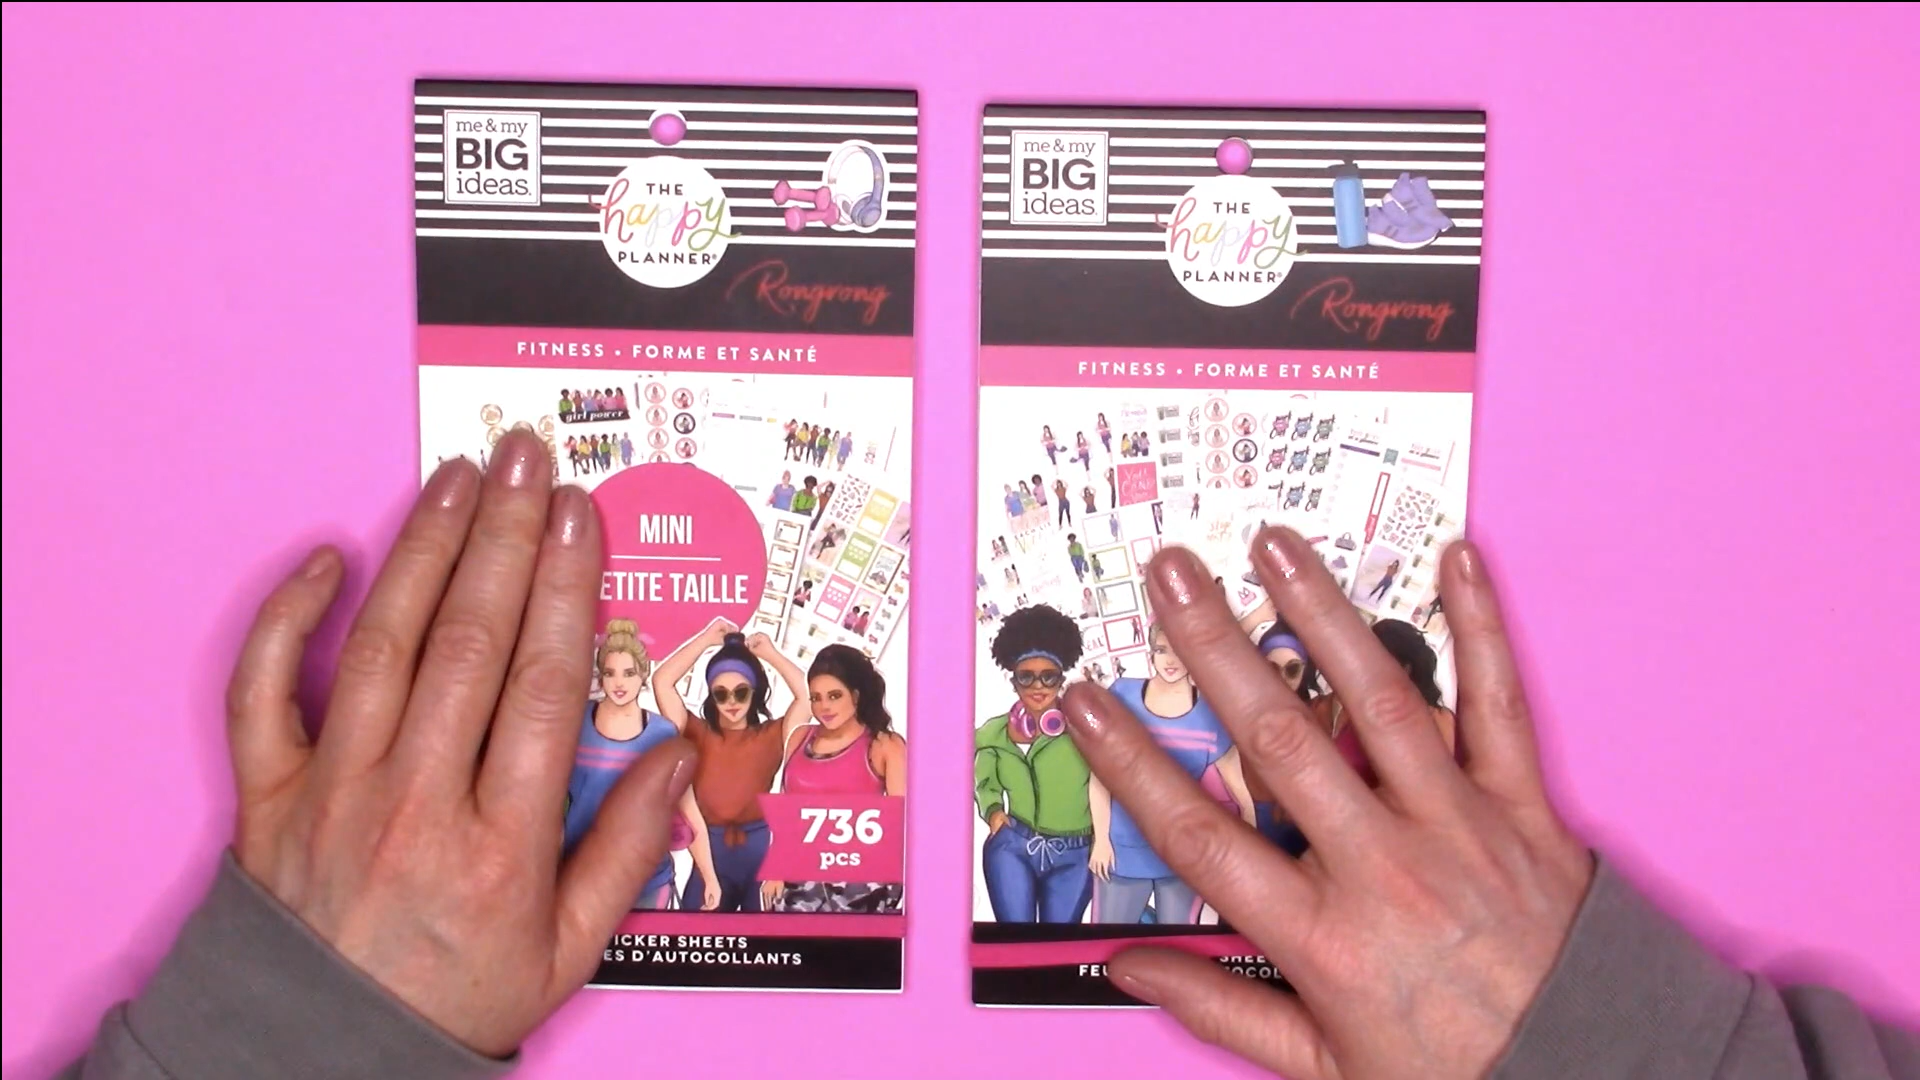 me & my
BIG
ideas.
THE
happy
PLANNER®
Rongrong
FITNESS • FORME ET SANTÉ
girl power
MINI
ETITE TAILLE
736
pcs
ICKER SHEETS
ES D'AUTOCOLLANTS
me & my
BIG
ideas.
THE
happy
PLANNER®
Rongrong
FITNESS • FORME ET SANTÉ